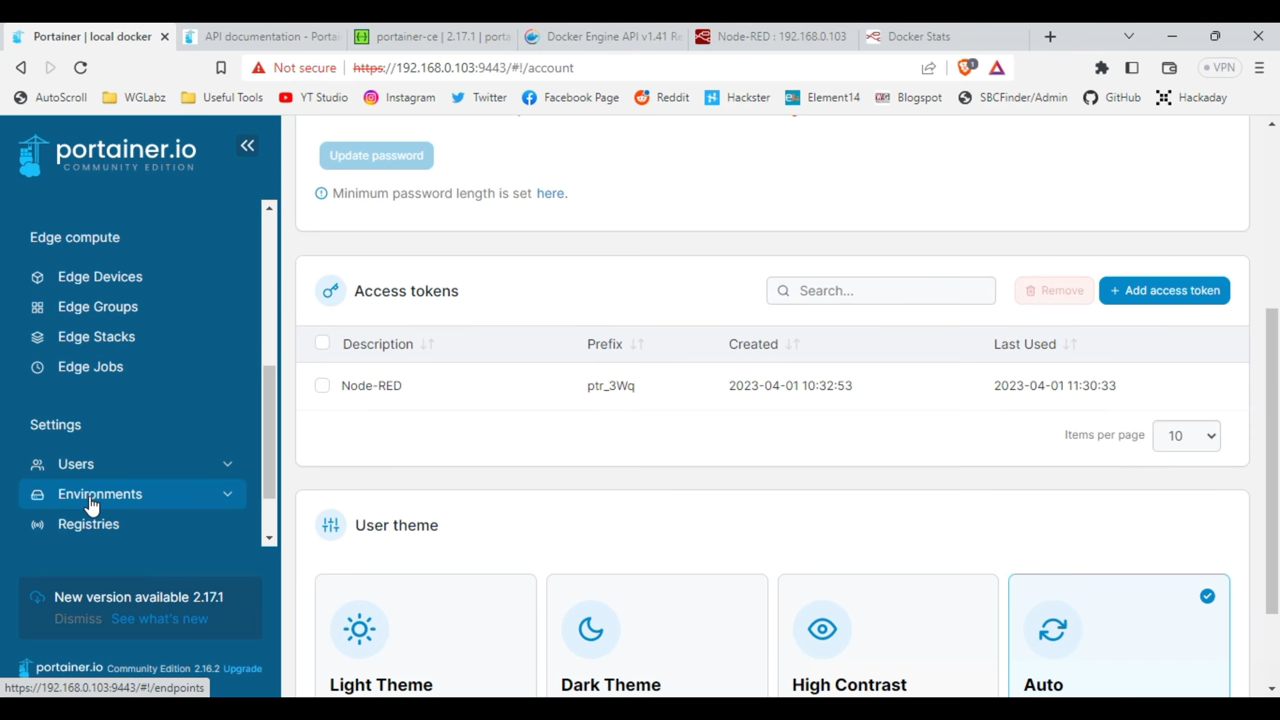 Portainer | local docker
API documentation - Portai
portainer-ce | 2.17.1 | porta
Docker Engine API v1.41 Re
Node-RED : 192.168.0.103
Docker Stats
Not secure
https://192.168.0.103:9443/#!/account
1
VPN
AutoScroll
WGLabz
Useful Tools
YT Studio
Instagram
Twitter
Facebook Page
Reddit
Hackster
Element14
Blogspot
SBCFinder/Admin
GitHub
Hackaday
portainer.io
COMMUNITY EDITION
Edge compute
Edge Devices
Edge Groups
Edge Stacks
Edge Jobs
Settings
Users
Environments
Registries
New version available 2.17.1
Dismiss See what's new
portainer.io Community Edition 2.16.2 Upgrade
https://192.168.0.103:9443/#!/endpoints
Update password
Minimum password length is set here.
Access tokens
Search...
Remove
+ Add access token
Description
Prefix
Created
Last Used
Node-RED
ptr_3Wq
2023-04-01 10:32:53
2023-04-01 11:30:33
Items per page
10
User theme
Light Theme
Dark Theme
High Contrast
Auto